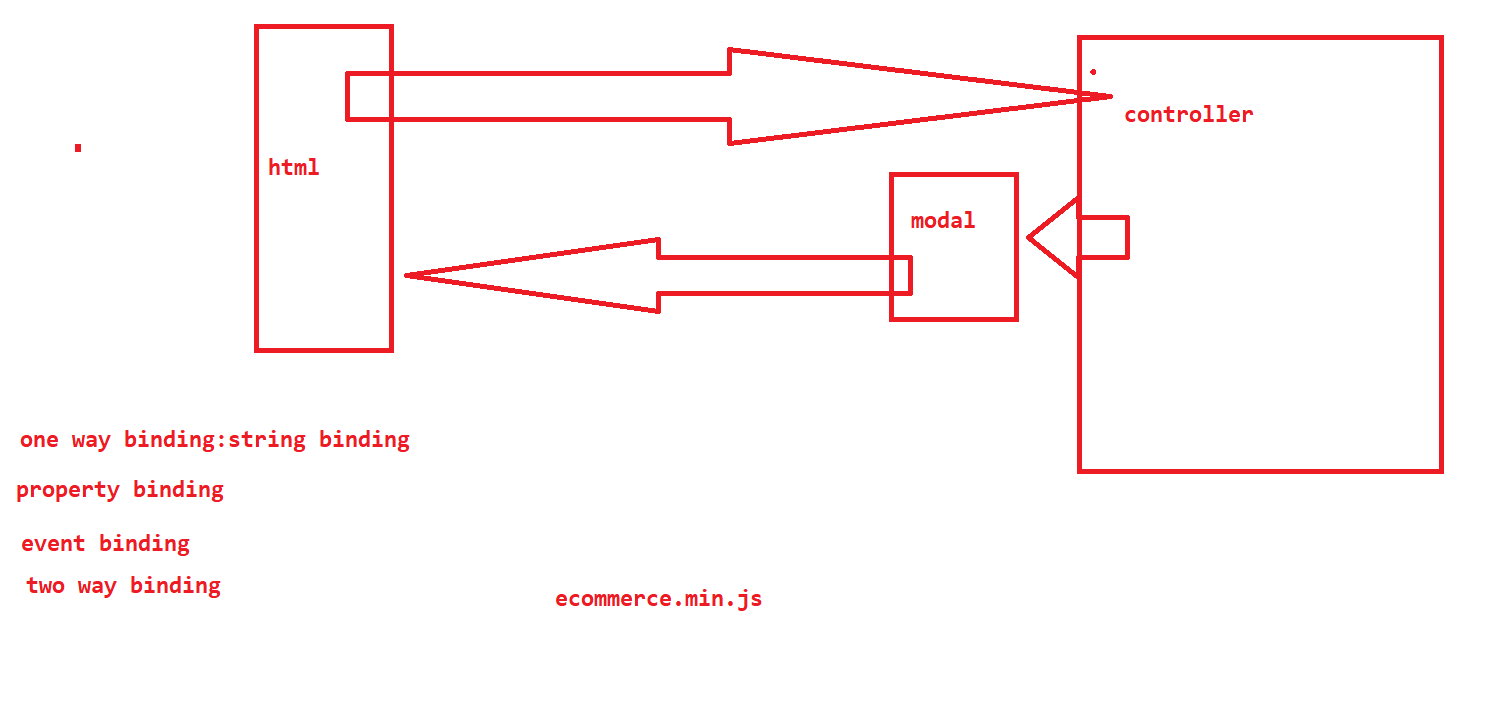 controller
html
modal
one way binding:string binding
property binding
event binding
two way binding
ecommerce.min.js